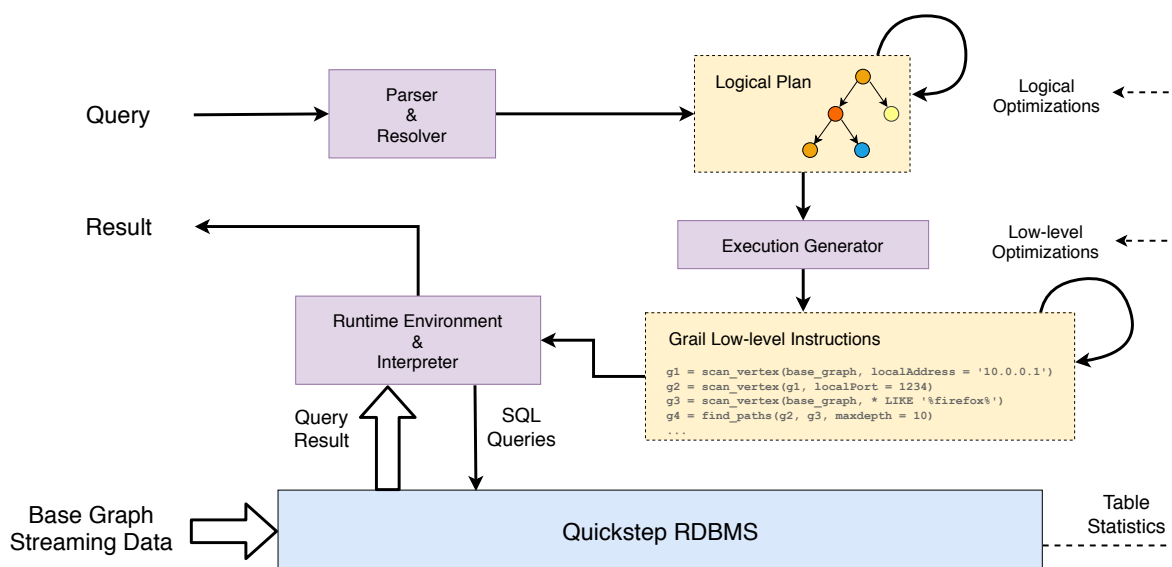 Query
Parser
&
Resolver
Logical Plan
Logical
Optimizations
Result
Execution Generator
Low-level
Optimizations
Runtime Environment
&
Interpreter
Grail Low-level Instructions
g1 = scan_vertex(base_graph, localAddress = '10.0.0.1')
g2 = scan_vertex(g1, localPort = 1234)
g3 = scan_vertex(base_graph, * LIKE '%firefox%')
g4 = find_paths(g2, g3, maxdepth = 10)
...
Query
Result
SQL
Queries
Base Graph
Streaming Data
Quickstep RDBMS
Table
Statistics